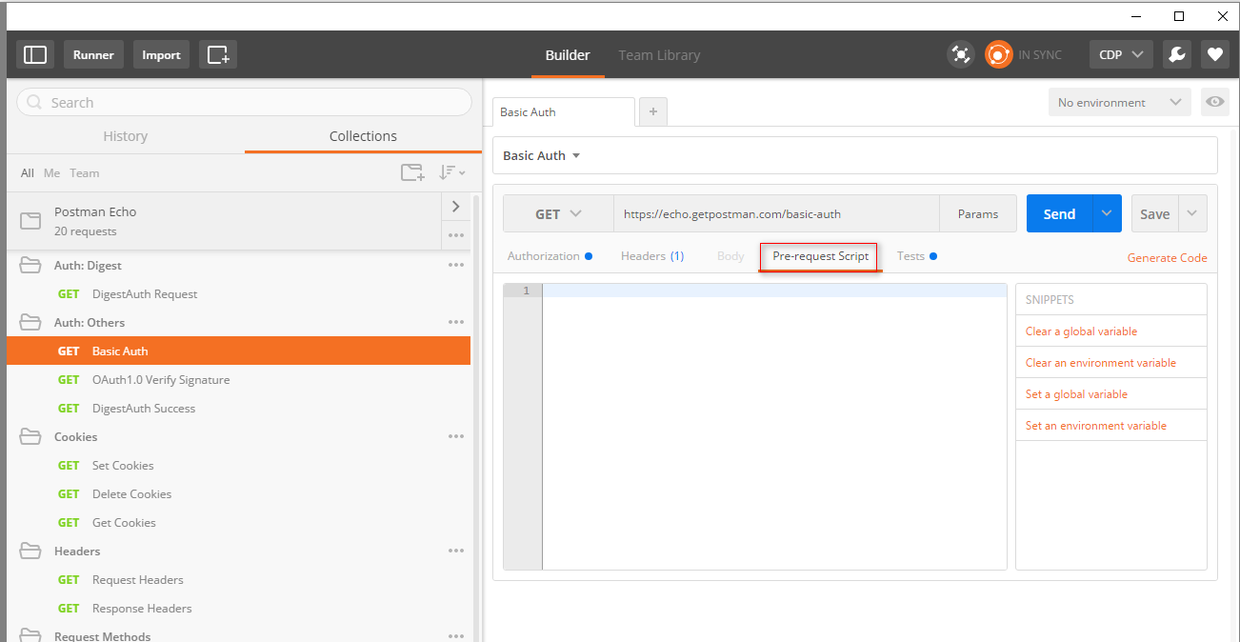 Runner Import Builder Team Library IN SYNC CDP
Search
History Collections
All Me Team
Postman Echo
20 requests
Auth: Digest
GET DigestAuth Request
Auth: Others
GET Basic Auth
GET OAuth1.0 Verify Signature
GET DigestAuth Success
Cookies
GET Set Cookies
GET Delete Cookies
GET Get Cookies
Headers
GET Request Headers
GET Response Headers
Request Methods
Basic Auth + No environment
Basic Auth
GET https://echo.getpostman.com/basic-auth Params Send Save
Authorization Headers (1) Body Pre-request Script Tests Generate Code
1
SNIPPETS
Clear a global variable
Clear an environment variable
Set a global variable
Set an environment variable